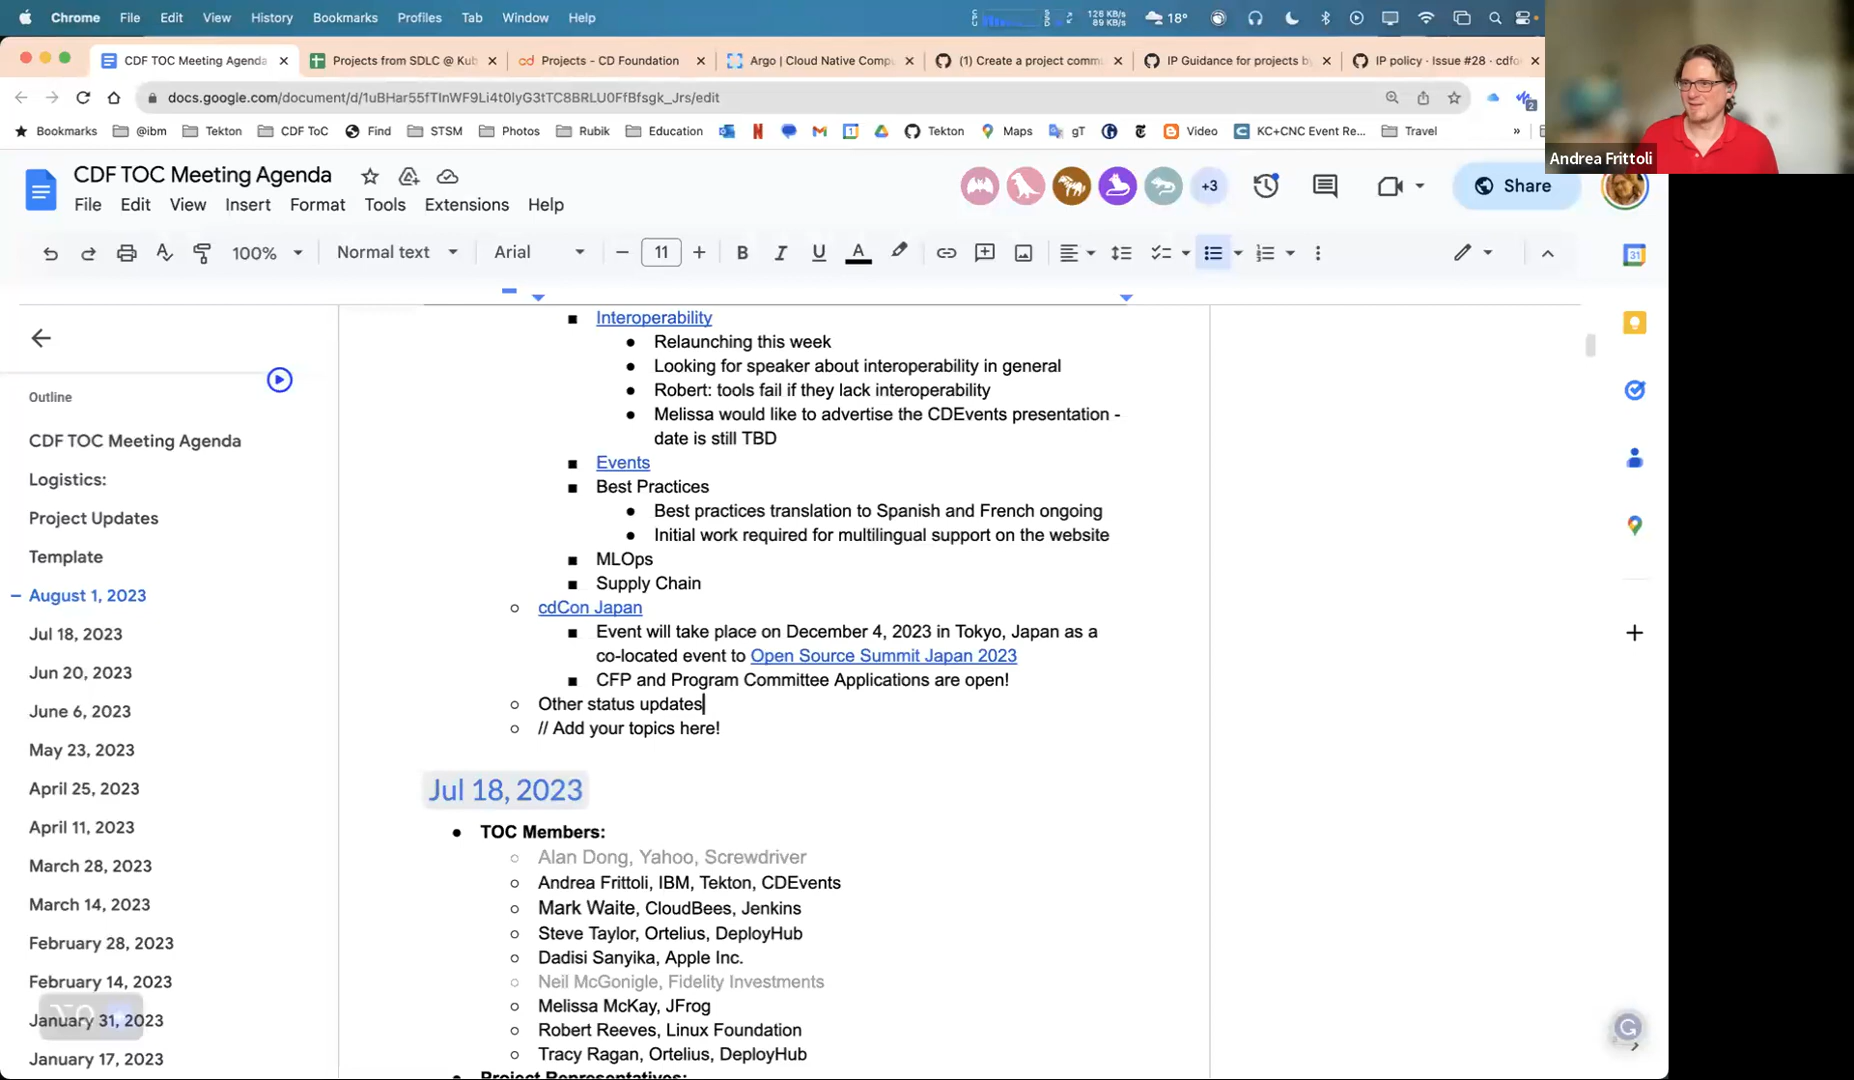 Chrome File Edit View History Bookmarks Profiles Tab Window Help
128 KB/s
89 KB/s
18°
CDF TOC Meeting Agenda
Projects from SDLC @ Kub
Projects - CD Foundation
Argo | Cloud Native Compu
(1) Create a project commu
IP Guidance for projects by
IP policy · Issue #28 · cdfo
docs.google.com/document/d/1uBHar55fTInWF9Li4t0lyG3tTC8BRLU0FfBfsgk_Jrs/edit
Bookmarks @ibm Tekton CDF ToC Find STSM Photos Rubik Education Tekton Maps gT Video KC+CNC Event Re... Travel »
Andrea Frittoli
CDF TOC Meeting Agenda
+3
Share
File Edit View Insert Format Tools Extensions Help
100% Normal text Arial 11
Outline
CDF TOC Meeting Agenda
Logistics:
Project Updates
Template
August 1, 2023
Jul 18, 2023
Jun 20, 2023
June 6, 2023
May 23, 2023
April 25, 2023
April 11, 2023
March 28, 2023
March 14, 2023
February 28, 2023
February 14, 2023
January 31, 2023
January 17, 2023
Interoperability
Relaunching this week
Looking for speaker about interoperability in general
Robert: tools fail if they lack interoperability
Melissa would like to advertise the CDEvents presentation -
date is still TBD
Events
Best Practices
Best practices translation to Spanish and French ongoing
Initial work required for multilingual support on the website
MLOps
Supply Chain
cdCon Japan
Event will take place on December 4, 2023 in Tokyo, Japan as a
co-located event to Open Source Summit Japan 2023
CFP and Program Committee Applications are open!
Other status updates
// Add your topics here!
Jul 18, 2023
TOC Members:
Alan Dong, Yahoo, Screwdriver
Andrea Frittoli, IBM, Tekton, CDEvents
Mark Waite, CloudBees, Jenkins
Steve Taylor, Ortelius, DeployHub
Dadisi Sanyika, Apple Inc.
Neil McGonigle, Fidelity Investments
Melissa McKay, JFrog
Robert Reeves, Linux Foundation
Tracy Ragan, Ortelius, DeployHub
Project Representatives: